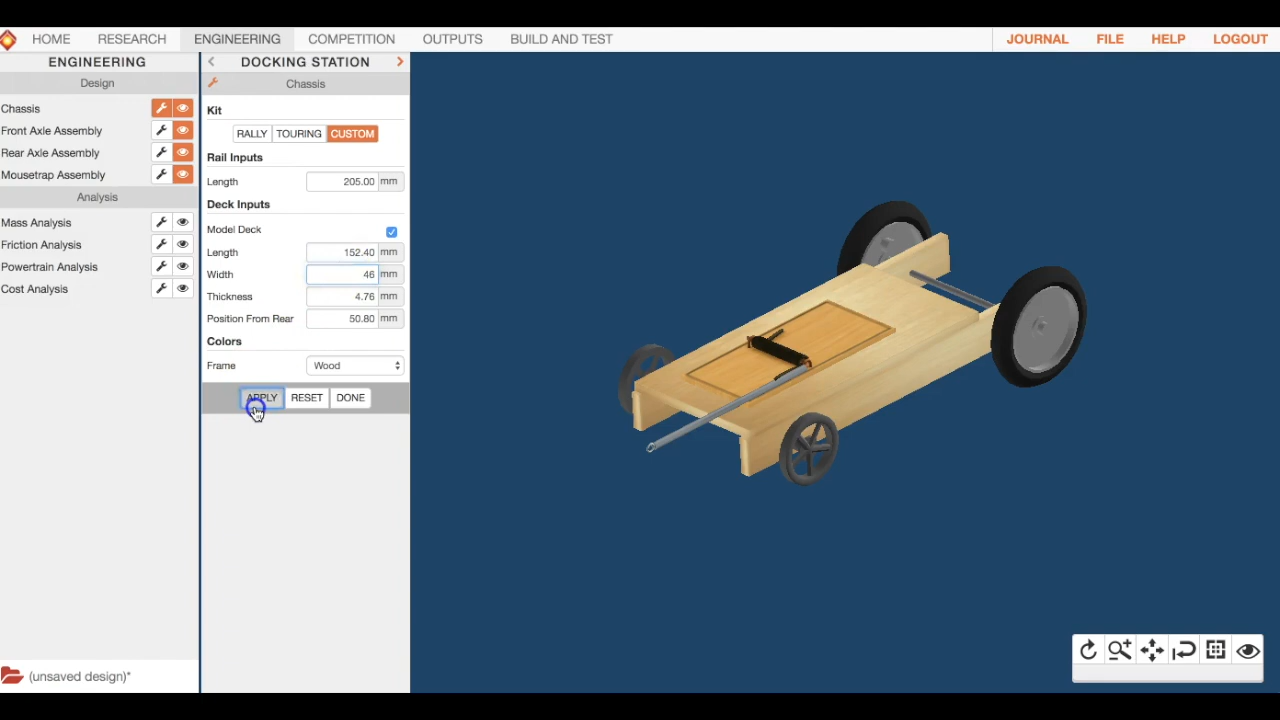 HOME RESEARCH ENGINEERING COMPETITION OUTPUTS BUILD AND TEST JOURNAL FILE HELP LOGOUT
ENGINEERING
Design
Chassis
Front Axle Assembly
Rear Axle Assembly
Mousetrap Assembly
Analysis
Mass Analysis
Friction Analysis
Powertrain Analysis
Cost Analysis
(unsaved design)*
DOCKING STATION
Chassis
Kit
RALLY TOURING CUSTOM
Rail Inputs
Length 205.00 mm
Deck Inputs
Model Deck
Length 152.40 mm
Width 46 mm
Thickness 4.76 mm
Position From Rear 50.80 mm
Colors
Frame Wood
APPLY RESET DONE